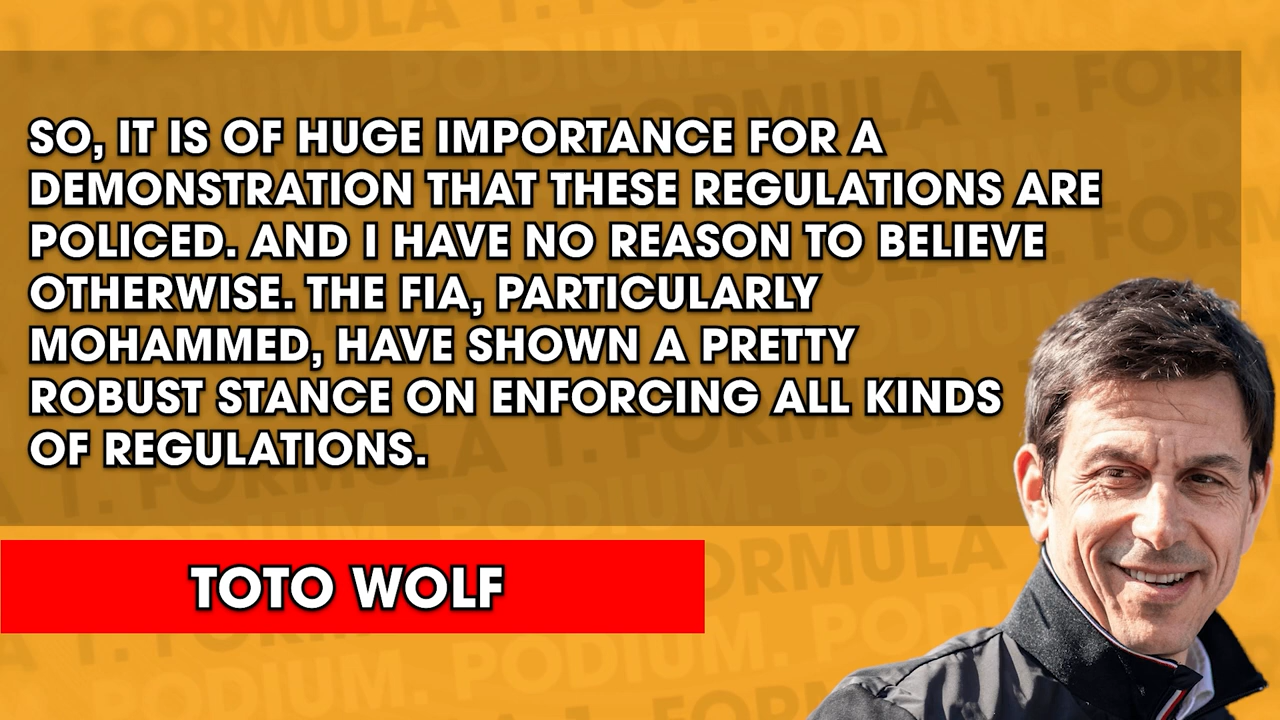 SO, IT IS OF HUGE IMPORTANCE FOR A
DEMONSTRATION THAT THESE REGULATIONS ARE
POLICED. AND I HAVE NO REASON TO BELIEVE
OTHERWISE. THE FIA, PARTICULARLY
MOHAMMED, HAVE SHOWN A PRETTY
ROBUST STANCE ON ENFORCING ALL KINDS
OF REGULATIONS.
TOTO WOLF